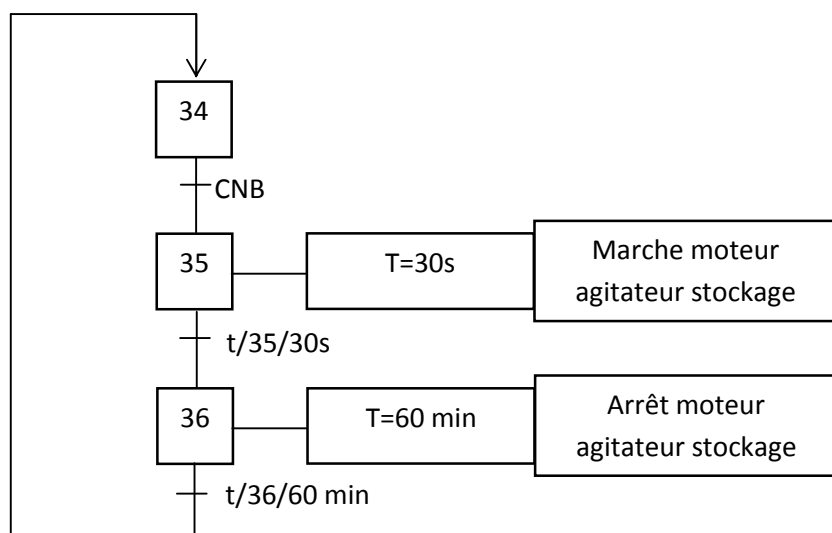 34
CNB
35
T=30s
Marche moteur
agitateur stockage
t/35/30s
36
T=60 min
Arrêt moteur
agitateur stockage
t/36/60 min